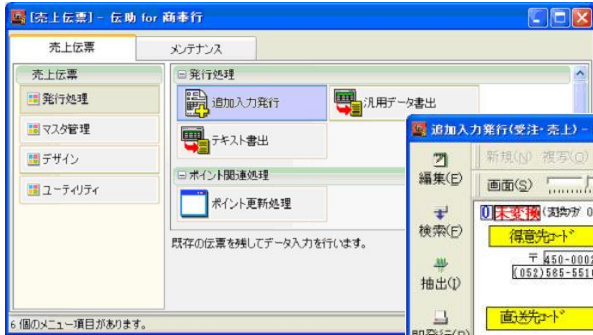 [売上伝票] - 伝助 for 商奉行
売上伝票
メンテナンス
売上伝票
発行処理
マスタ管理
デザイン
ユーティリティ
発行処理
追加入力発行
汎用データ書出
テキスト書出
ポイント関連処理
ポイント更新処理
既存の伝票を残してデータ入力を行います。
6 個のメニュー項目があります。
追加入力発行(受注・売上) -
新規(N) 複写(O)
編集(E)
画面(S)
検索(F)
抽出(I)
0 未変換
得意先コード
〒 450-0002
(052)565-551
直送先コード